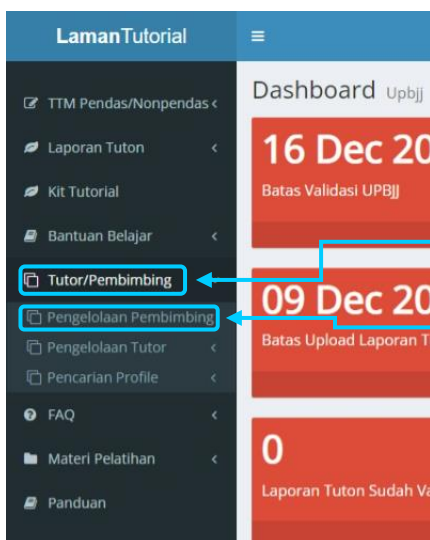 LamanTutorial
TTM Pendas/Nonpendas
Laporan Tuton
Kit Tutorial
Bantuan Belajar
Tutor/Pembimbing
Pengelolaan Pembimbing
Pengelolaan Tutor
Pencarian Profile
FAQ
Materi Pelatihan
Panduan
Dashboard Upbjj
16 Dec 20
Batas Validasi UPBJJ
09 Dec 20
Batas Upload Laporan T
0
Laporan Tuton Sudah Va